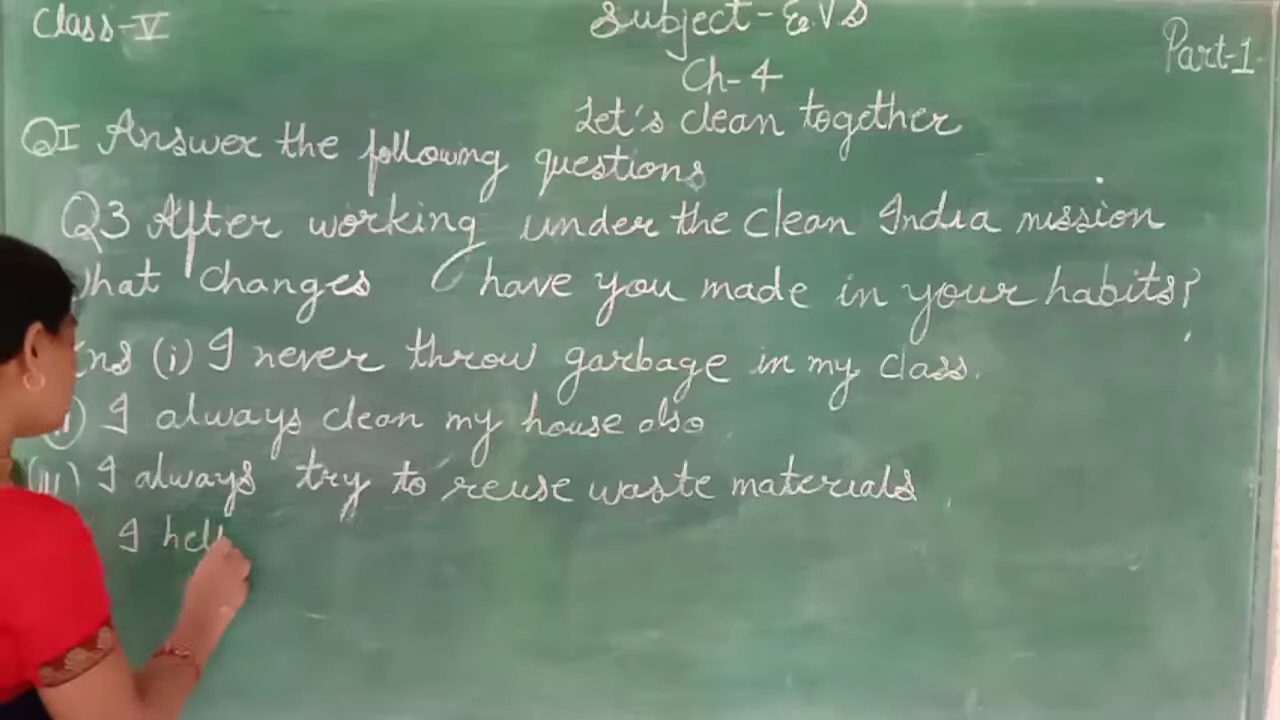 Class-V
Subject-E.V.S
Part-1
Ch-4
Let's clean together
QI Answer the following questions
Q3 After working under the clean India mission
what changes have you made in your habits?
Ans (i) I never throw garbage in my class.
(ii) I always clean my house also
(iii) I always try to reuse waste materials
I hel